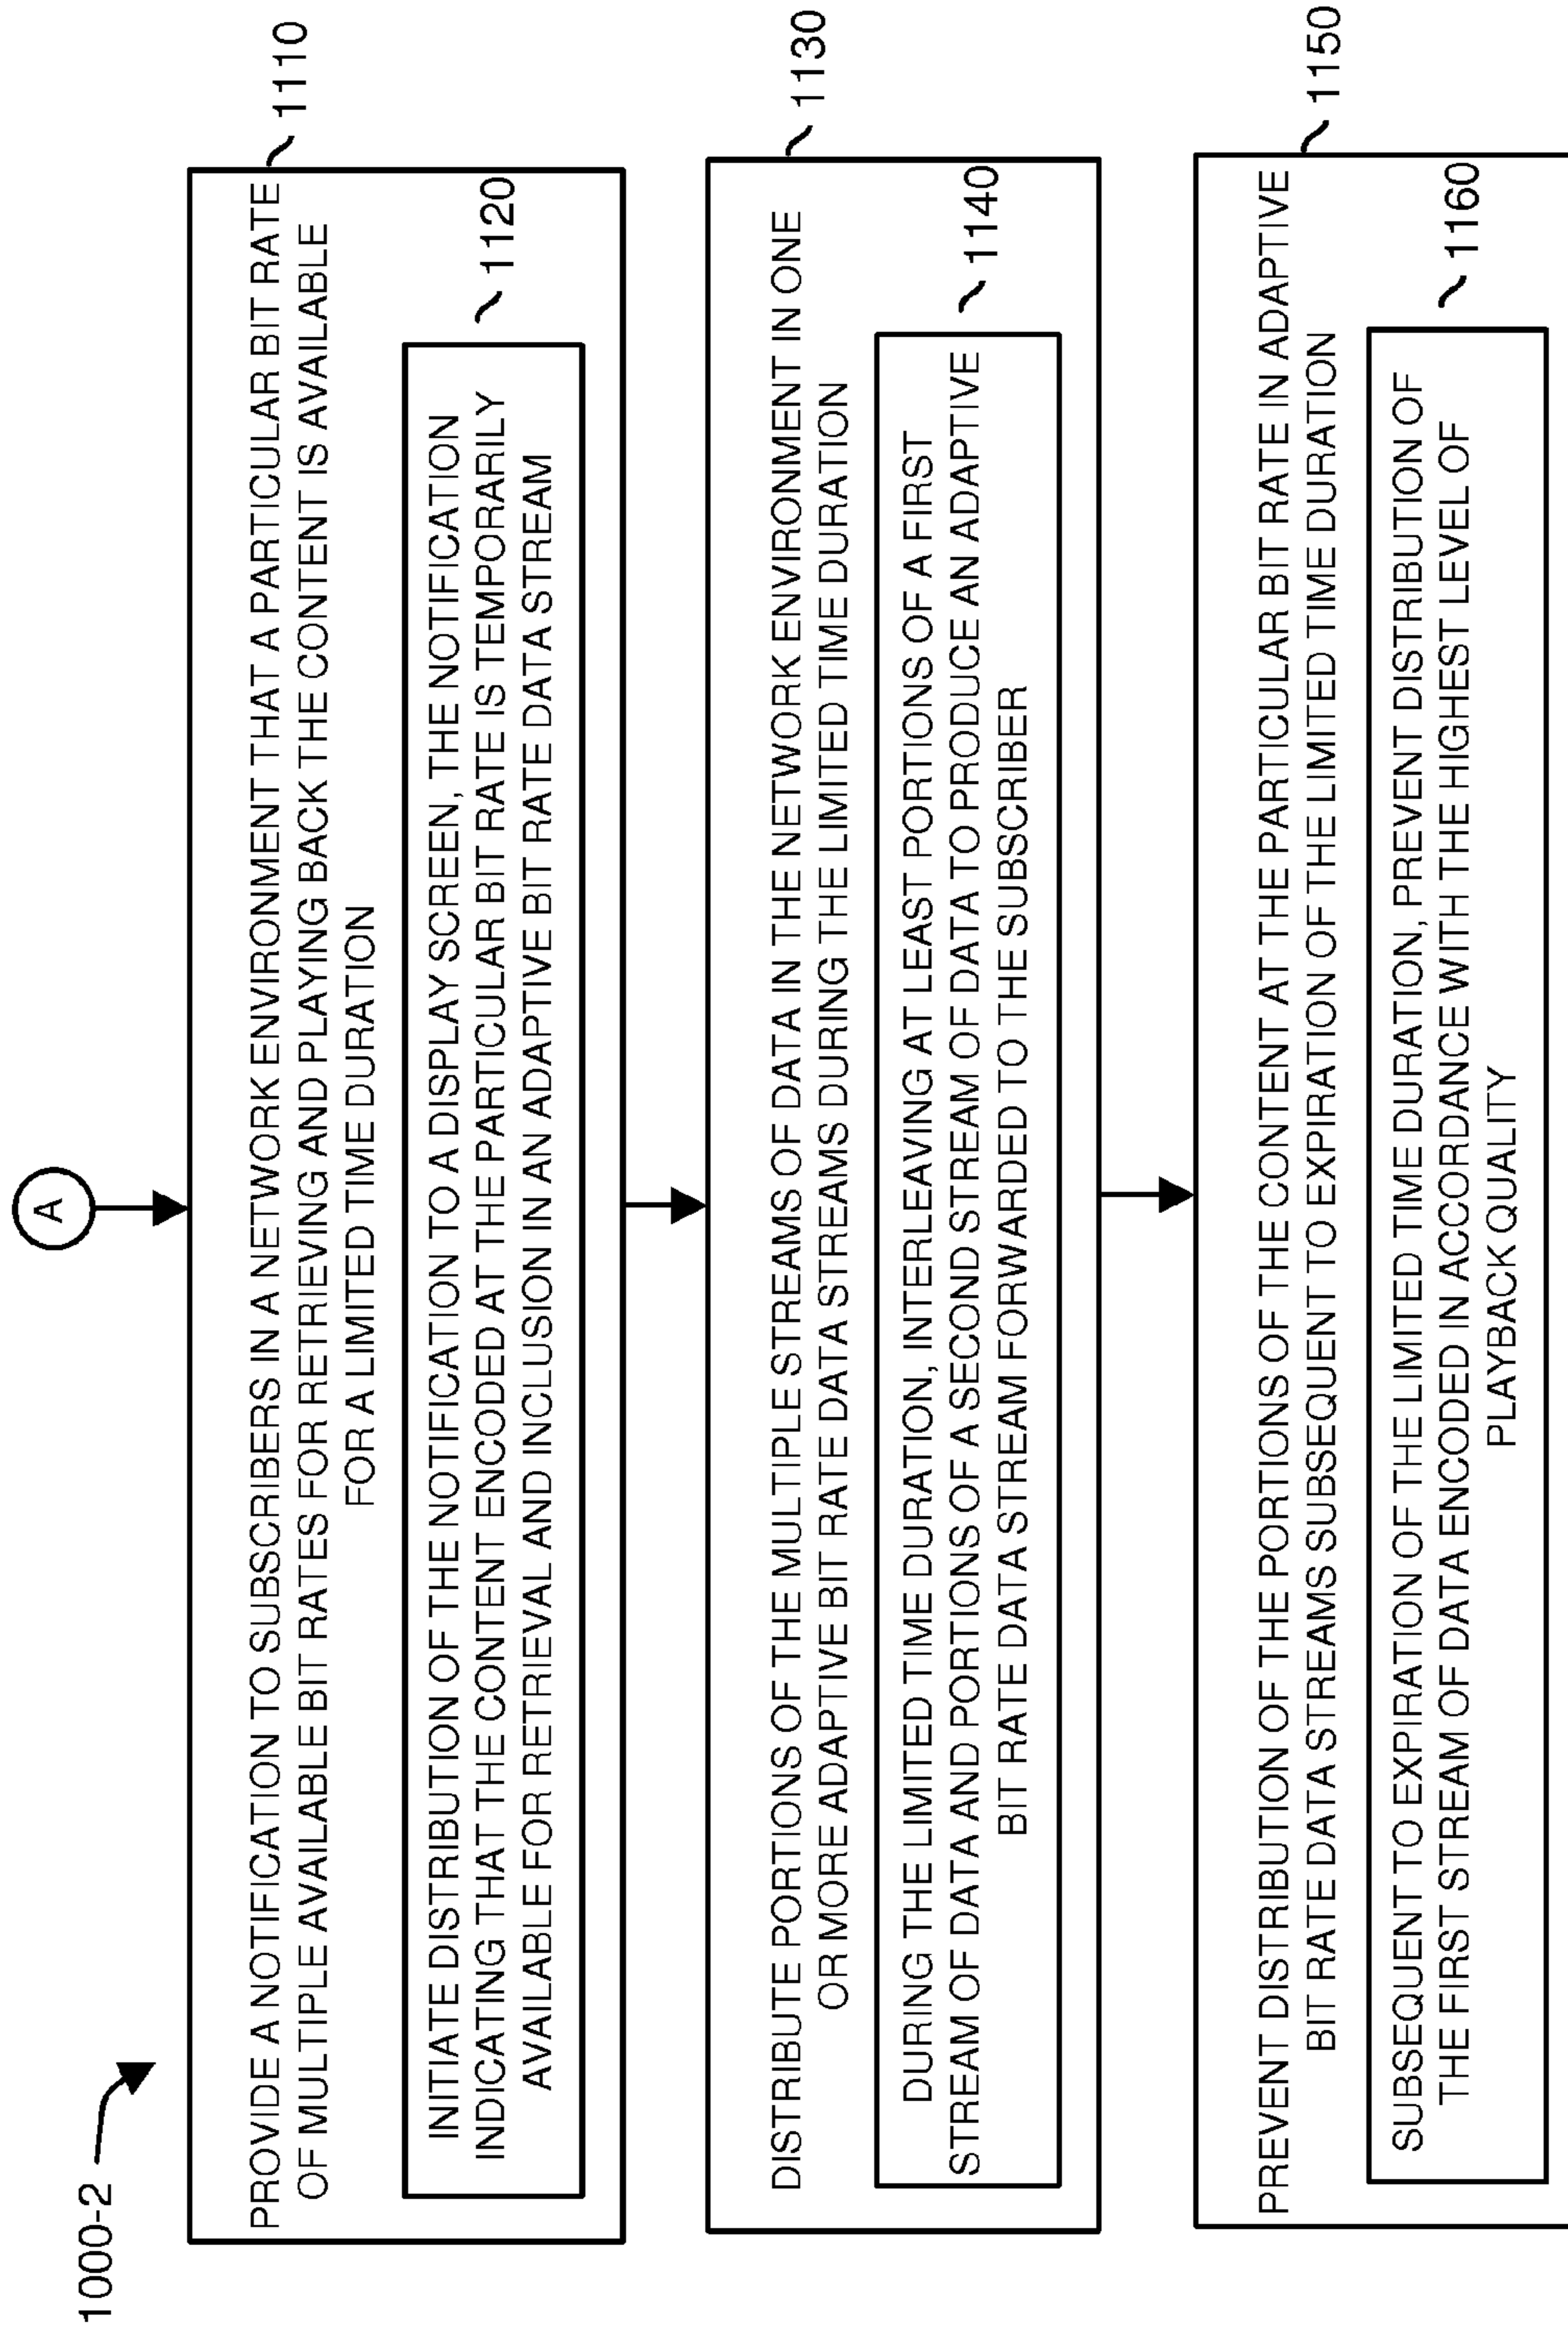 1000-2
A
PROVIDE A NOTIFICATION TO SUBSCRIBERS IN A NETWORK ENVIRONMENT THAT A PARTICULAR BIT RATE
OF MULTIPLE AVAILABLE BIT RATES FOR RETRIEVING AND PLAYING BACK THE CONTENT IS AVAILABLE
FOR A LIMITED TIME DURATION
1110
INITIATE DISTRIBUTION OF THE NOTIFICATION TO A DISPLAY SCREEN, THE NOTIFICATION
INDICATING THAT THE CONTENT ENCODED AT THE PARTICULAR BIT RATE IS TEMPORARILY
AVAILABLE FOR RETRIEVAL AND INCLUSION IN AN ADAPTIVE BIT RATE DATA STREAM
1120
DISTRIBUTE PORTIONS OF THE MULTIPLE STREAMS OF DATA IN THE NETWORK ENVIRONMENT IN ONE
OR MORE ADAPTIVE BIT RATE DATA STREAMS DURING THE LIMITED TIME DURATION
1130
DURING THE LIMITED TIME DURATION, INTERLEAVING AT LEAST PORTIONS OF A FIRST
STREAM OF DATA AND PORTIONS OF A SECOND STREAM OF DATA TO PRODUCE AN ADAPTIVE
BIT RATE DATA STREAM FORWARDED TO THE SUBSCRIBER
1140
PREVENT DISTRIBUTION OF THE PORTIONS OF THE CONTENT AT THE PARTICULAR BIT RATE IN ADAPTIVE
BIT RATE DATA STREAMS SUBSEQUENT TO EXPIRATION OF THE LIMITED TIME DURATION
1150
SUBSEQUENT TO EXPIRATION OF THE LIMITED TIME DURATION, PREVENT DISTRIBUTION OF
THE FIRST STREAM OF DATA ENCODED IN ACCORDANCE WITH THE HIGHEST LEVEL OF
PLAYBACK QUALITY
1160